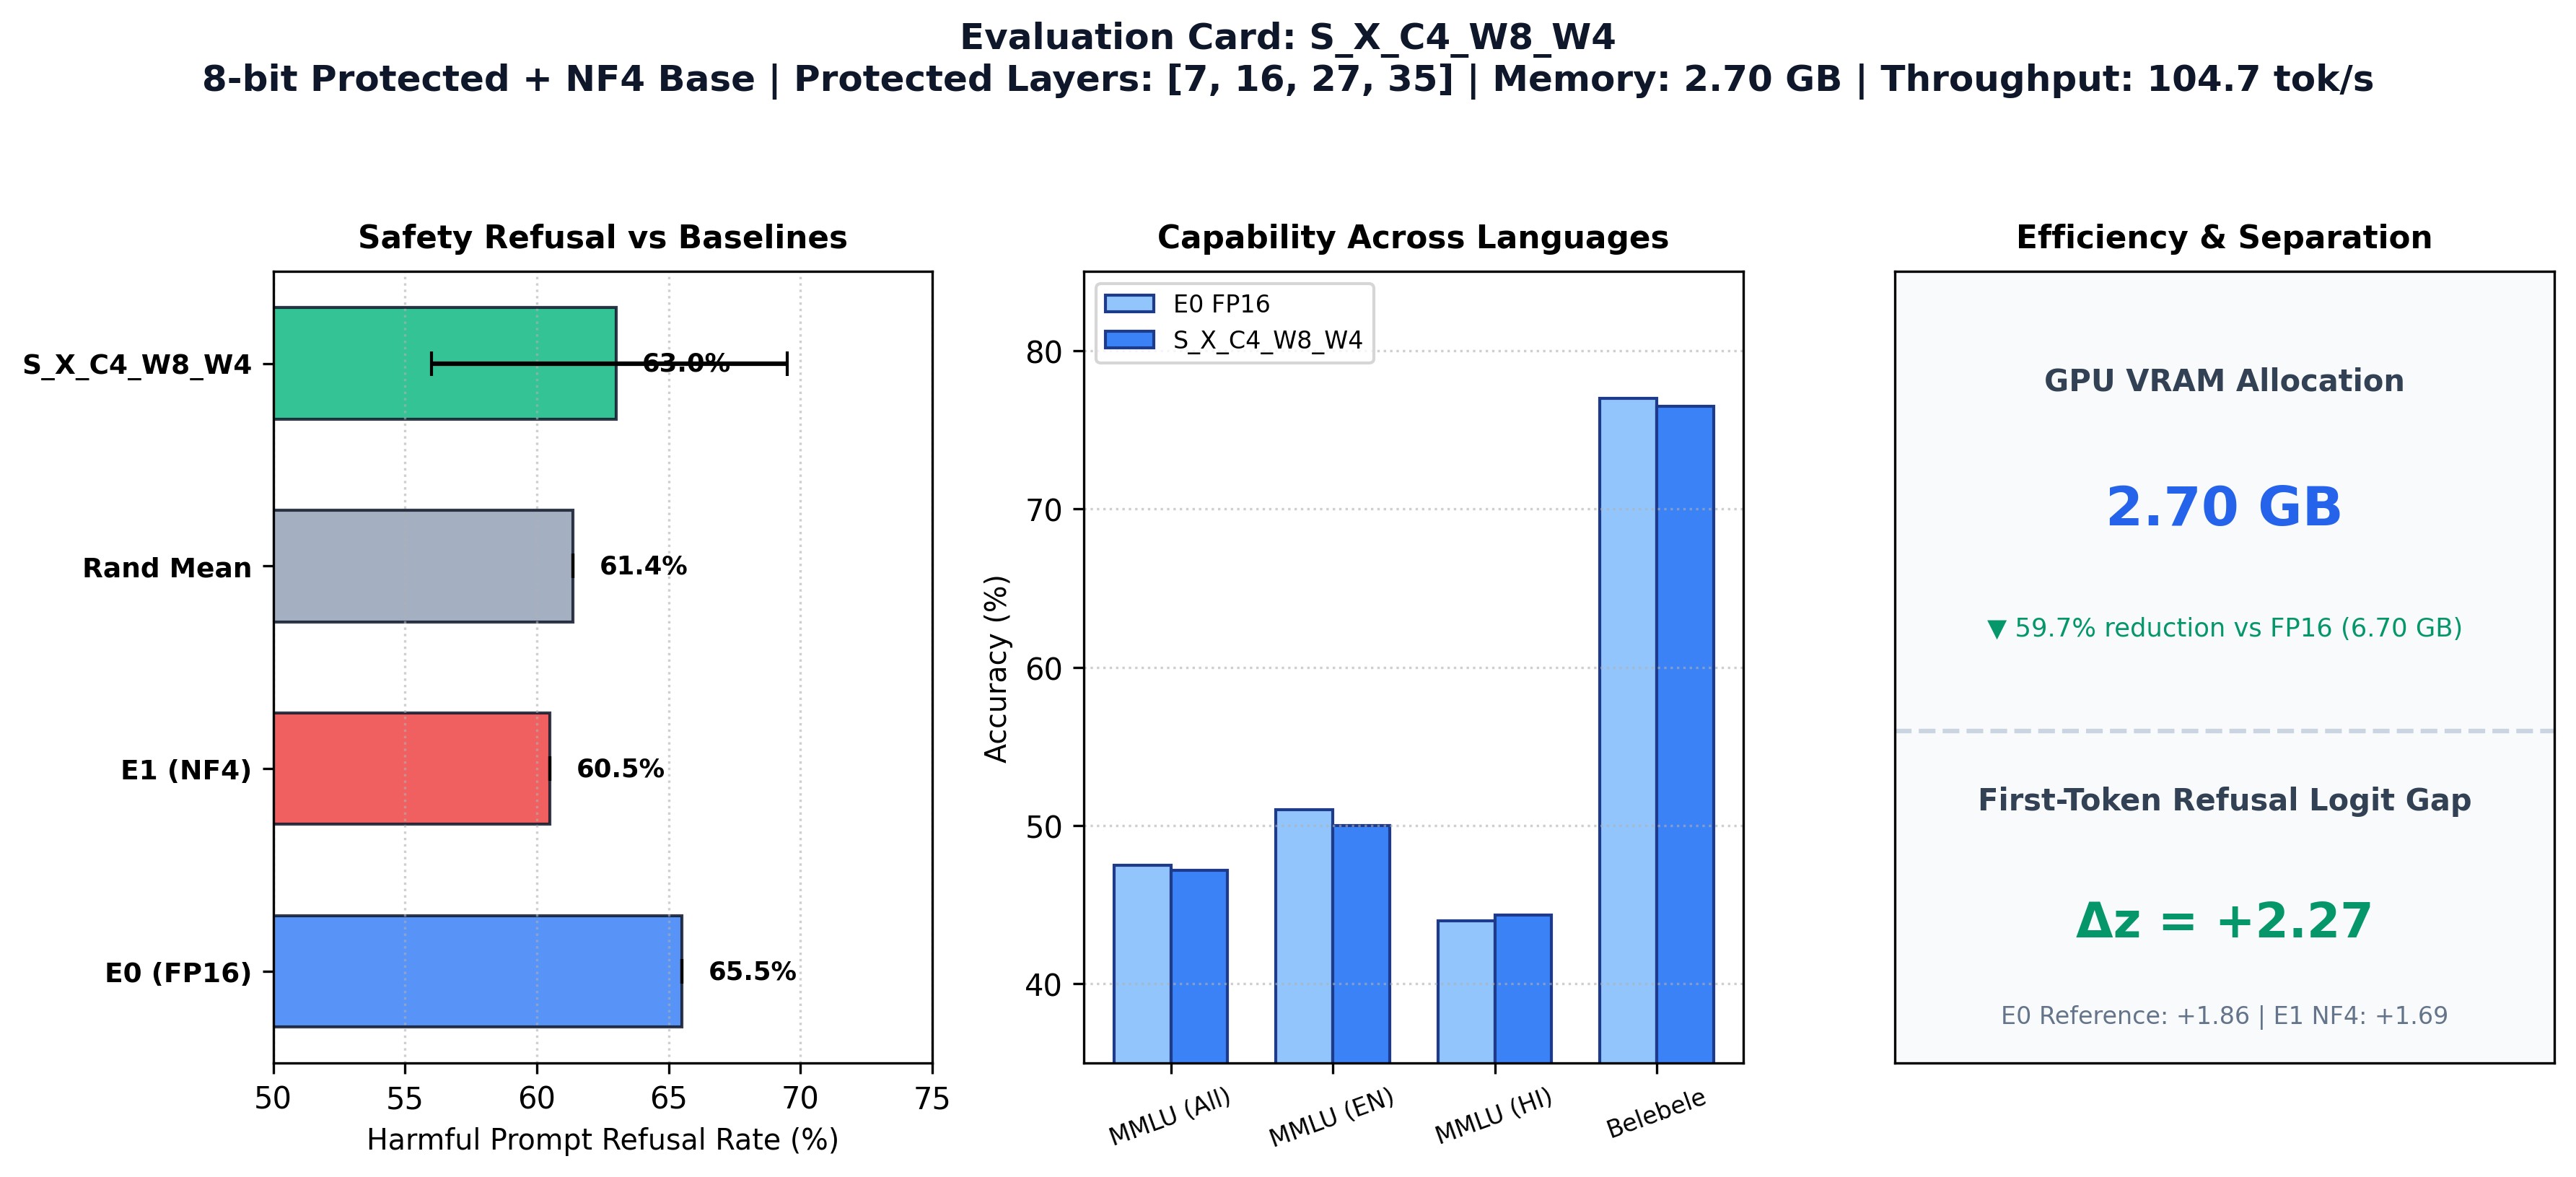 Evaluation Card: S_X_C4_W8_W4
8-bit Protected + NF4 Base | Protected Layers: [7, 16, 27, 35] | Memory: 2.70 GB | Throughput: 104.7 tok/s
Safety Refusal vs Baselines
S_X_C4_W8_W4
63.0%
Rand Mean
61.4%
E1 (NF4)
60.5%
E0 (FP16)
65.5%
50 55 60 65 70 75
Harmful Prompt Refusal Rate (%)
Capability Across Languages
E0 FP16
S_X_C4_W8_W4
Accuracy (%)
80
70
60
50
40
MMLU (All) MMLU (EN) MMLU (HI) Belebele
Efficiency & Separation
GPU VRAM Allocation
2.70 GB
▼ 59.7% reduction vs FP16 (6.70 GB)
First-Token Refusal Logit Gap
Δz = +2.27
E0 Reference: +1.86 | E1 NF4: +1.69